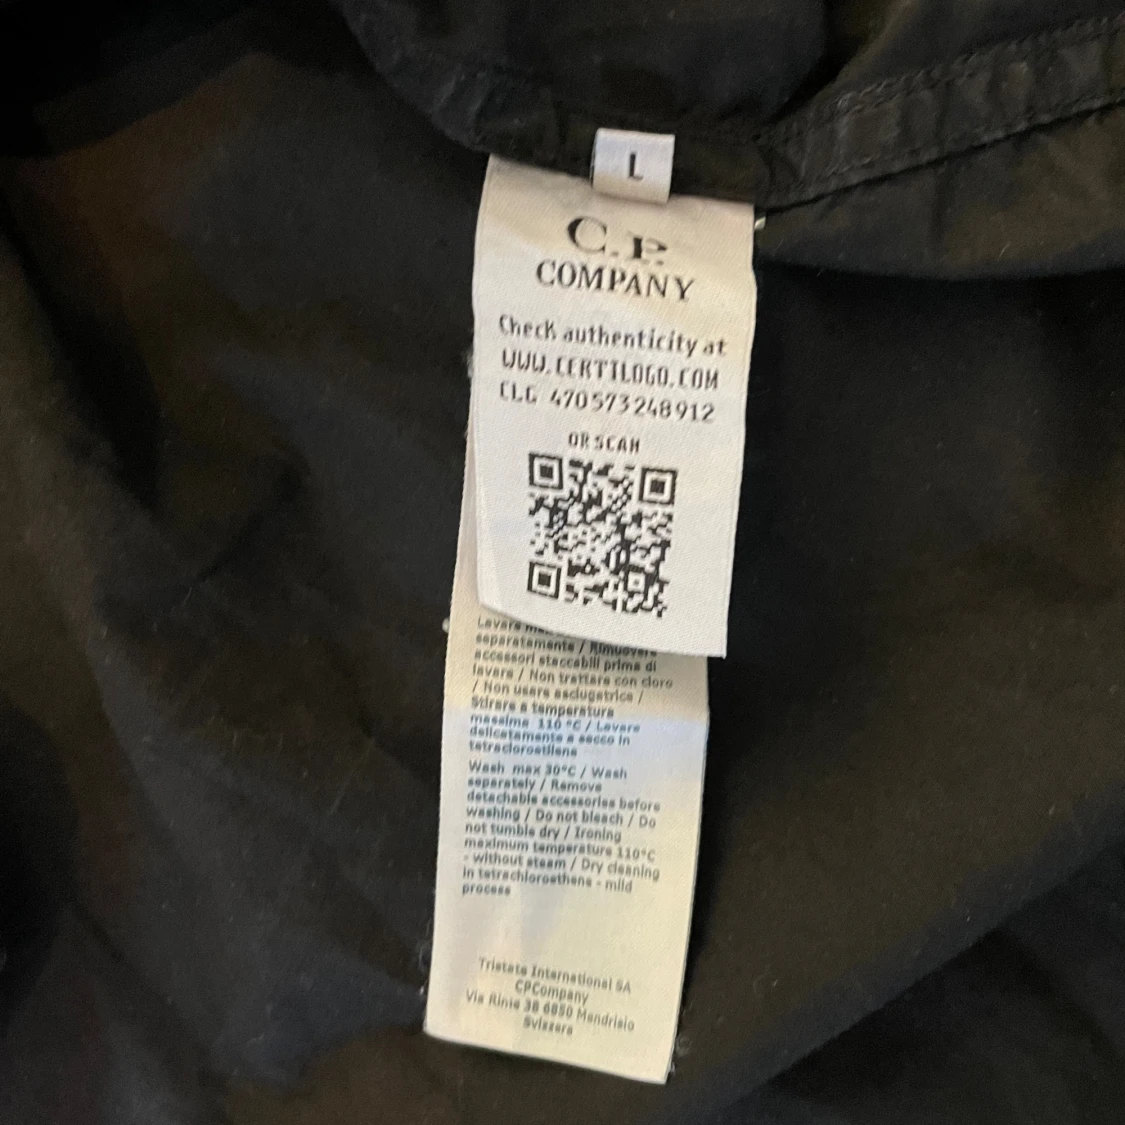 L
C.P.
COMPANY
Check authenticity at
WWW.CERTILOGO.COM
CLG 470573248912
OR SCAN
Lavare
separatamente / Rimuovere
accessori staccabili prima di
lavare / Non trattare con cloro
/ Non usare asciugatrice /
Stirare a temperatura
massima 110 °C / Lavare
delicatamente a secco in
tetracloroetilene
Wash max 30°C / Wash
separately / Remove
detachable accessories before
washing / Do not bleach / Do
not tumble dry / Ironing
maximum temperature 110°C
- without steam / Dry cleaning
in tetrachloroethene - mild
process
Tristate International SA
CPCompany
Via Rime 38 6850 Mendrisio
Svizzera